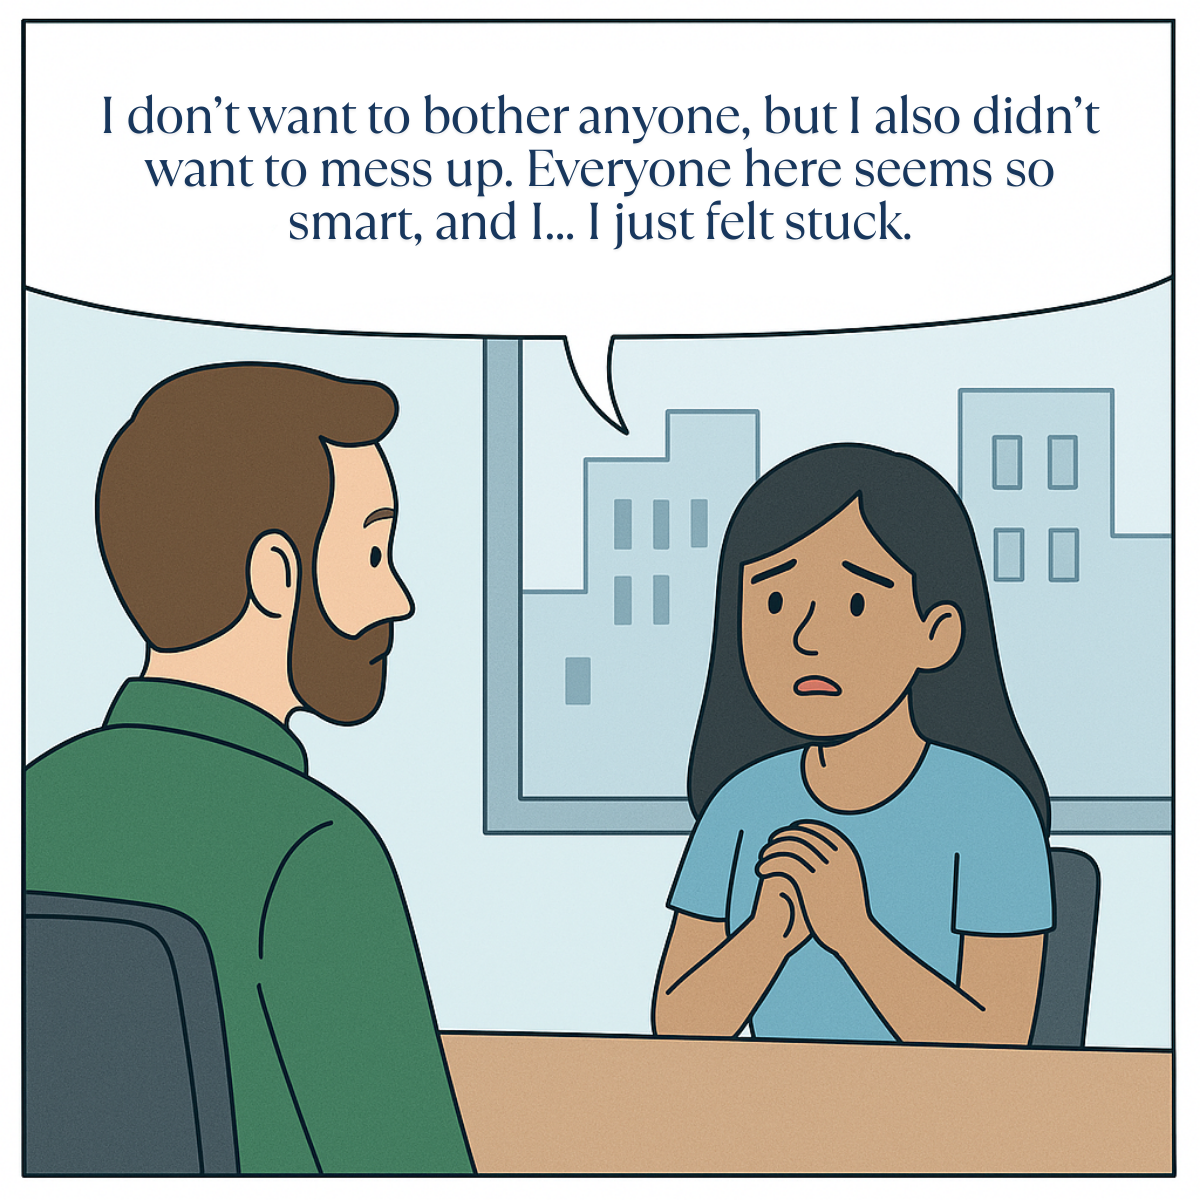 I don’t want to bother anyone, but I also didn’t
want to mess up. Everyone here seems so
smart, and I... I just felt stuck.